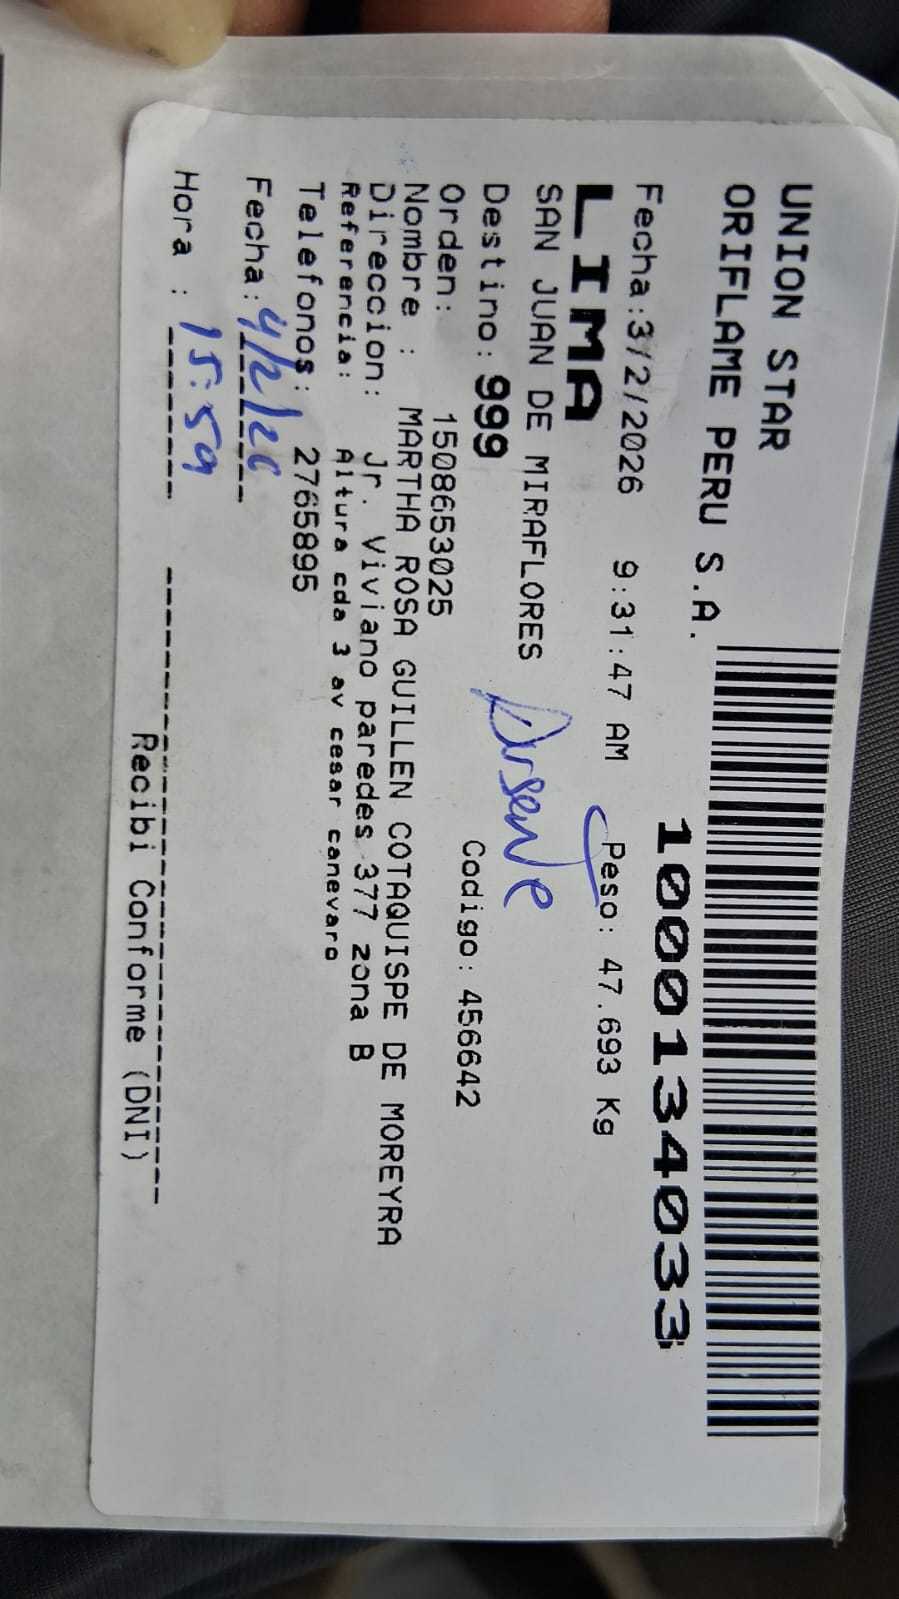 UNION STAR
ORIFLAME PERU S.A.
1000134033
Fecha:3/2/2026 9:31:47 AM Peso: 47.693 Kg
LIMA
SAN JUAN DE MIRAFLORES
Destino: 999
Orden: 1508653025 Codigo: 456642
Nombre : MARTHA ROSA GUILLEN COTAQUISPE DE MOREYRA
Direccion: Jr. Viviano paredes 377 zona B
Referencia: Altura cda 3 av cesar canevaro
Telefonos: 2765895
Fecha: 4/2/26
Hora : 15:59
Recibi Conforme (DNI)